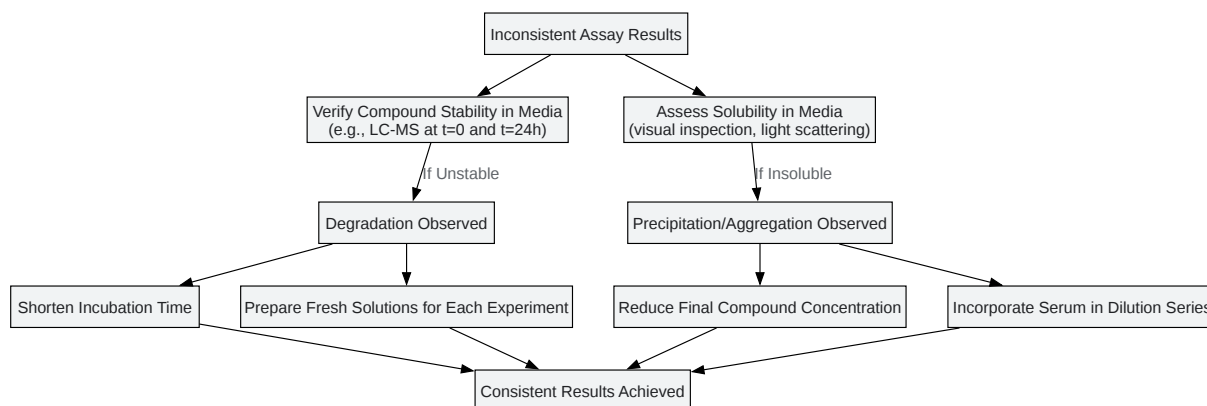 Inconsistent Assay Results
Verify Compound Stability in Media
(e.g., LC-MS at t=0 and t=24h)
Assess Solubility in Media
(visual inspection, light scattering)
If Unstable
If Insoluble
Degradation Observed
Precipitation/Aggregation Observed
Shorten Incubation Time
Prepare Fresh Solutions for Each Experiment
Reduce Final Compound Concentration
Incorporate Serum in Dilution Series
Consistent Results Achieved